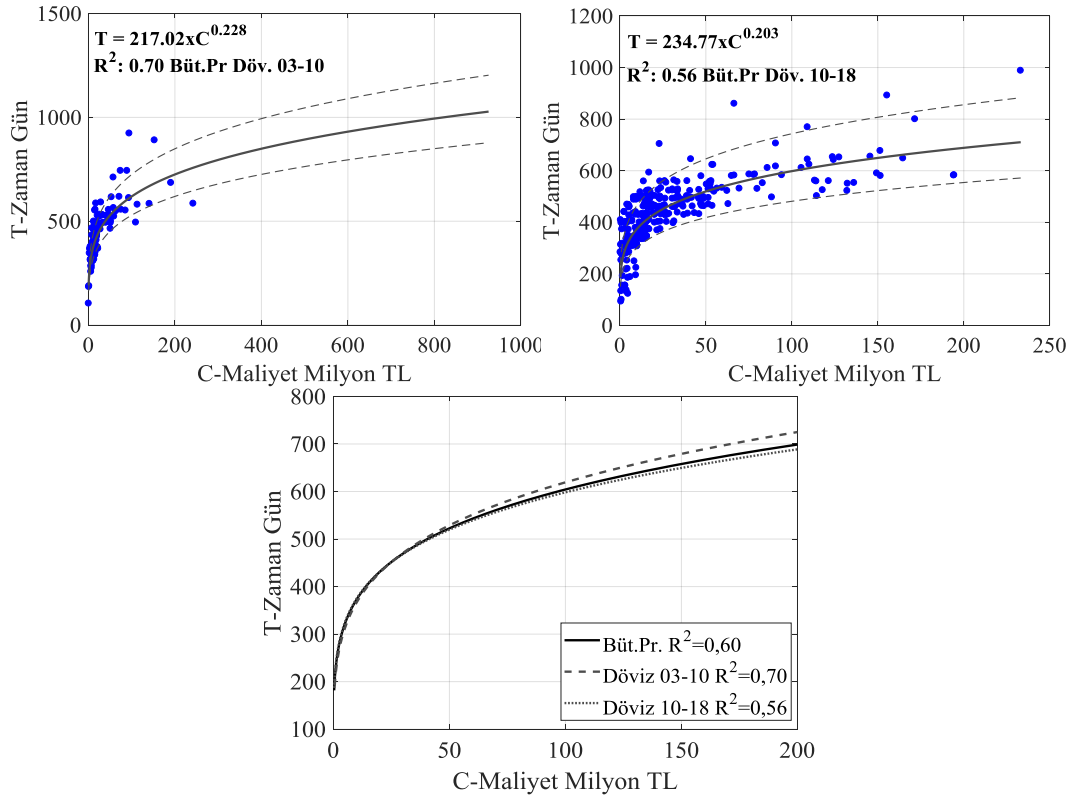 T = 217.02xC^0.228
R^2: 0.70 Büt.Pr Döv. 03-10
1500
1000
500
0
T-Zaman Gün
0 200 400 600 800 1000
C-Maliyet Milyon TL
T = 234.77xC^0.203
R^2: 0.56 Büt.Pr Döv. 10-18
1200
1000
800
600
400
200
0
T-Zaman Gün
0 50 100 150 200 250
C-Maliyet Milyon TL
800
700
600
500
400
300
200
100
T-Zaman Gün
Büt.Pr. R^2=0,60
Döviz 03-10 R^2=0,70
Döviz 10-18 R^2=0,56
0 50 100 150 200
C-Maliyet Milyon TL